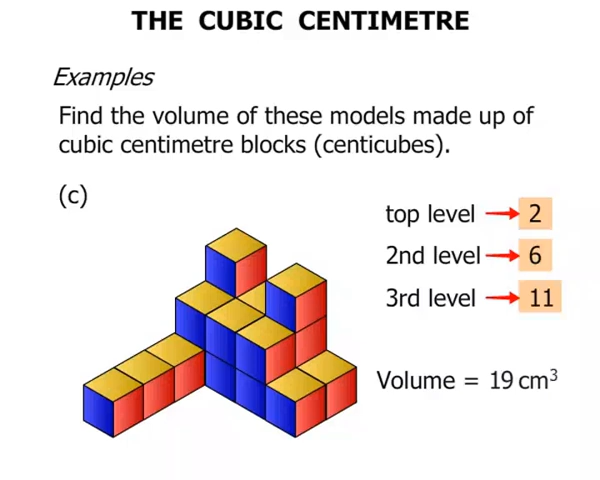 THE CUBIC CENTIMETRE
Examples
Find the volume of these models made up of
cubic centimetre blocks (centicubes).
(c)
top level → 2
2nd level → 6
3rd level → 11
Volume = 19 cm³